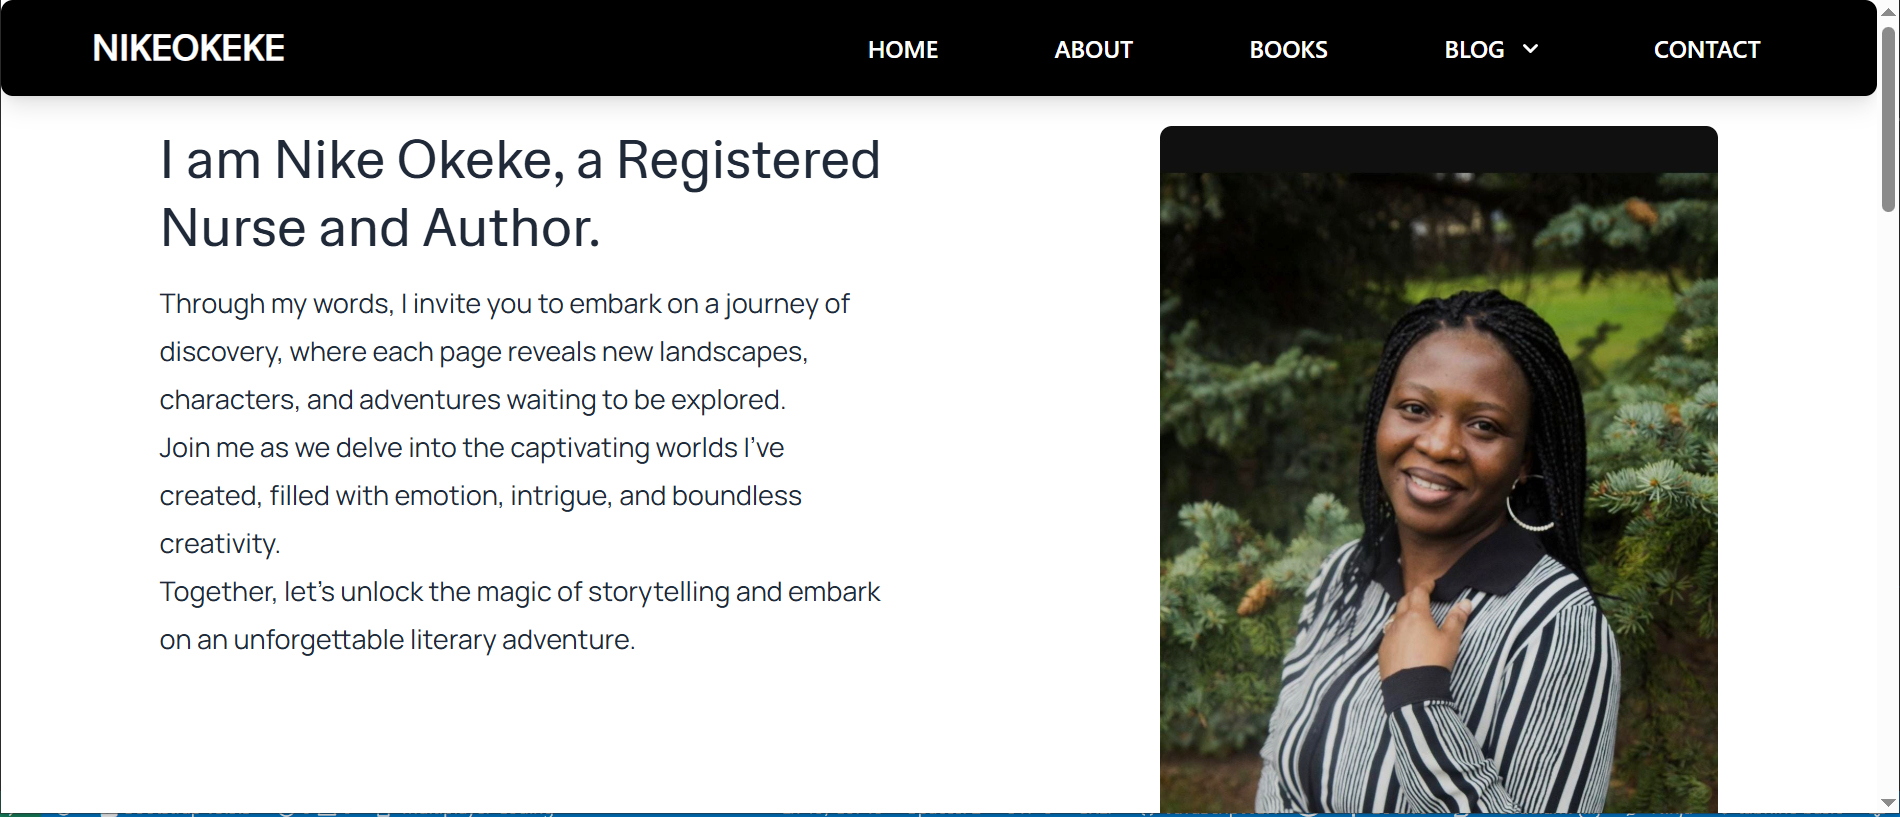 NIKEOKEKE
HOME ABOUT BOOKS BLOG CONTACT
I am Nike Okeke, a Registered
Nurse and Author.
Through my words, I invite you to embark on a journey of
discovery, where each page reveals new landscapes,
characters, and adventures waiting to be explored.
Join me as we delve into the captivating worlds I’ve
created, filled with emotion, intrigue, and boundless
creativity.
Together, let’s unlock the magic of storytelling and embark
on an unforgettable literary adventure.